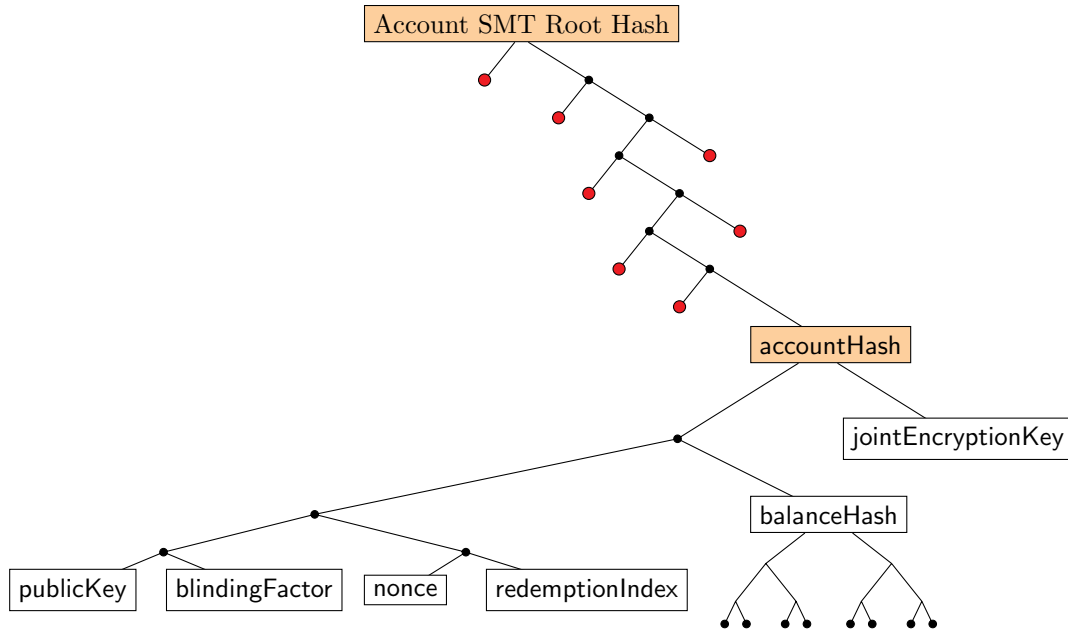 Account SMT Root Hash
accountHash
jointEncryptionKey
balanceHash
publicKey
blindingFactor
nonce
redemptionIndex